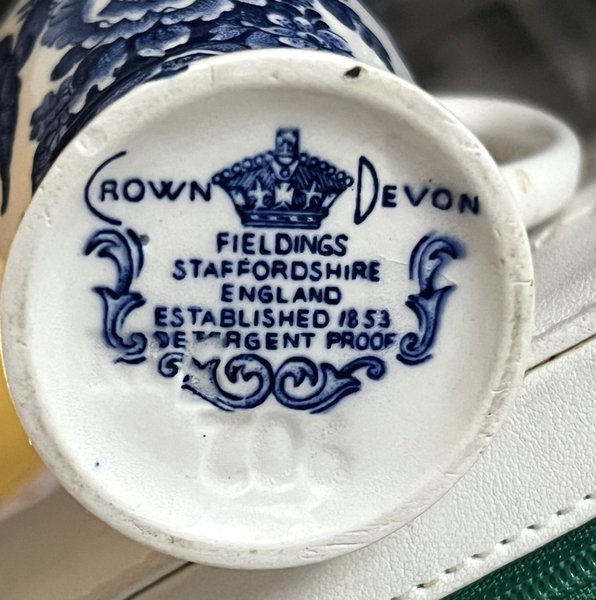 CROWN DEVON
FIELDINGS
STAFFORDSHIRE
ENGLAND
ESTABLISHED 1853
DETERGENT PROOF